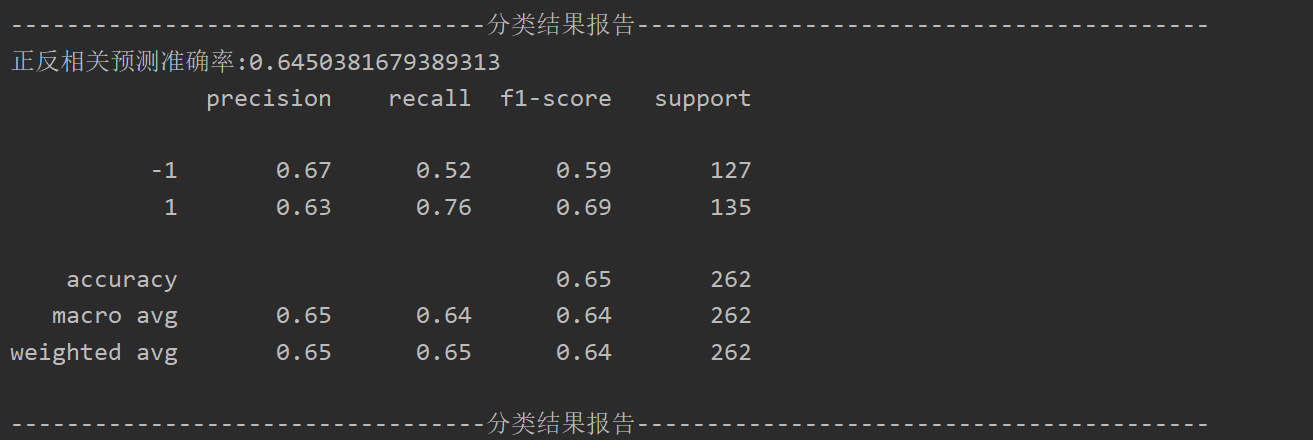 ----------------------------------分类结果报告-----------------------------------------
正反相关预测准确率:0.6450381679389313
              precision    recall  f1-score   support

          -1       0.67      0.52      0.59       127
           1       0.63      0.76      0.69       135

    accuracy                           0.65       262
   macro avg       0.65      0.64      0.64       262
weighted avg       0.65      0.65      0.64       262

----------------------------------分类结果报告-----------------------------------------